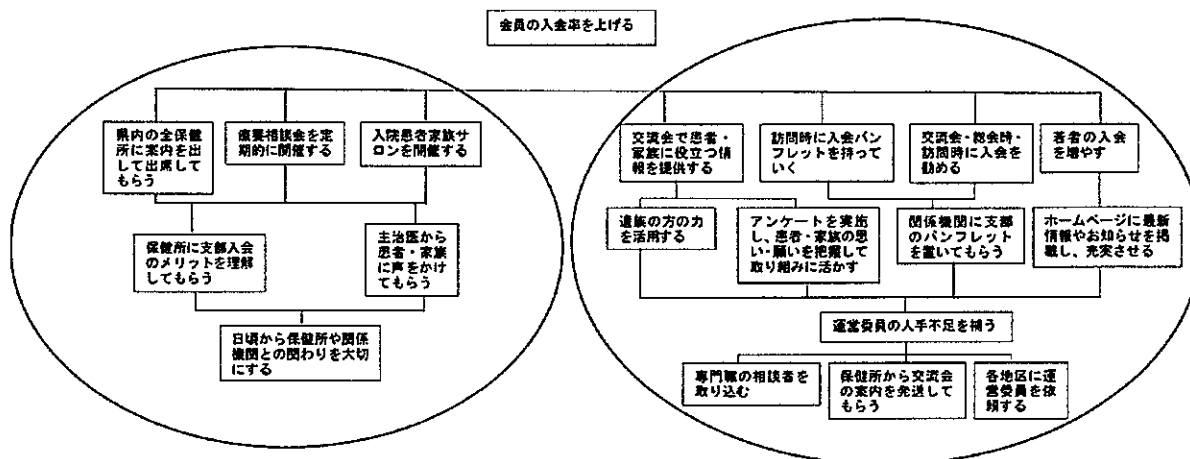 会員の入会率を上げる
県内の全保健
所に案内を出
して出席して
もらう
療養相談会を定
期的に開催する
入院患者家族サ
ロンを開催する
保健所に支部入会
のメリットを理解
してもらう
主治医から
患者・家族
に声をかけ
てもらう
日頃から保健所や関係
機関との関わりを大切
にする
交流会で患者・
家族に役立つ情
報を提供する
訪問時に入会パン
フレットを持って
いく
交流会・総会時・
訪問時に入会を
勧める
若者の入会
を増やす
遺族の方の力
を活用する
アンケートを実施
し、患者・家族の思
い・願いを把握して
取り組みに活かす
関係機関に支部
のパンフレット
を置いてもらう
ホームページに最新
情報やお知らせを掲
載し、充実させる
運営委員の人手不足を補う
専門職の相談者を
取り込む
保健所から交流会
の案内を発送して
もらう
各地区に運
営委員を依
頼する